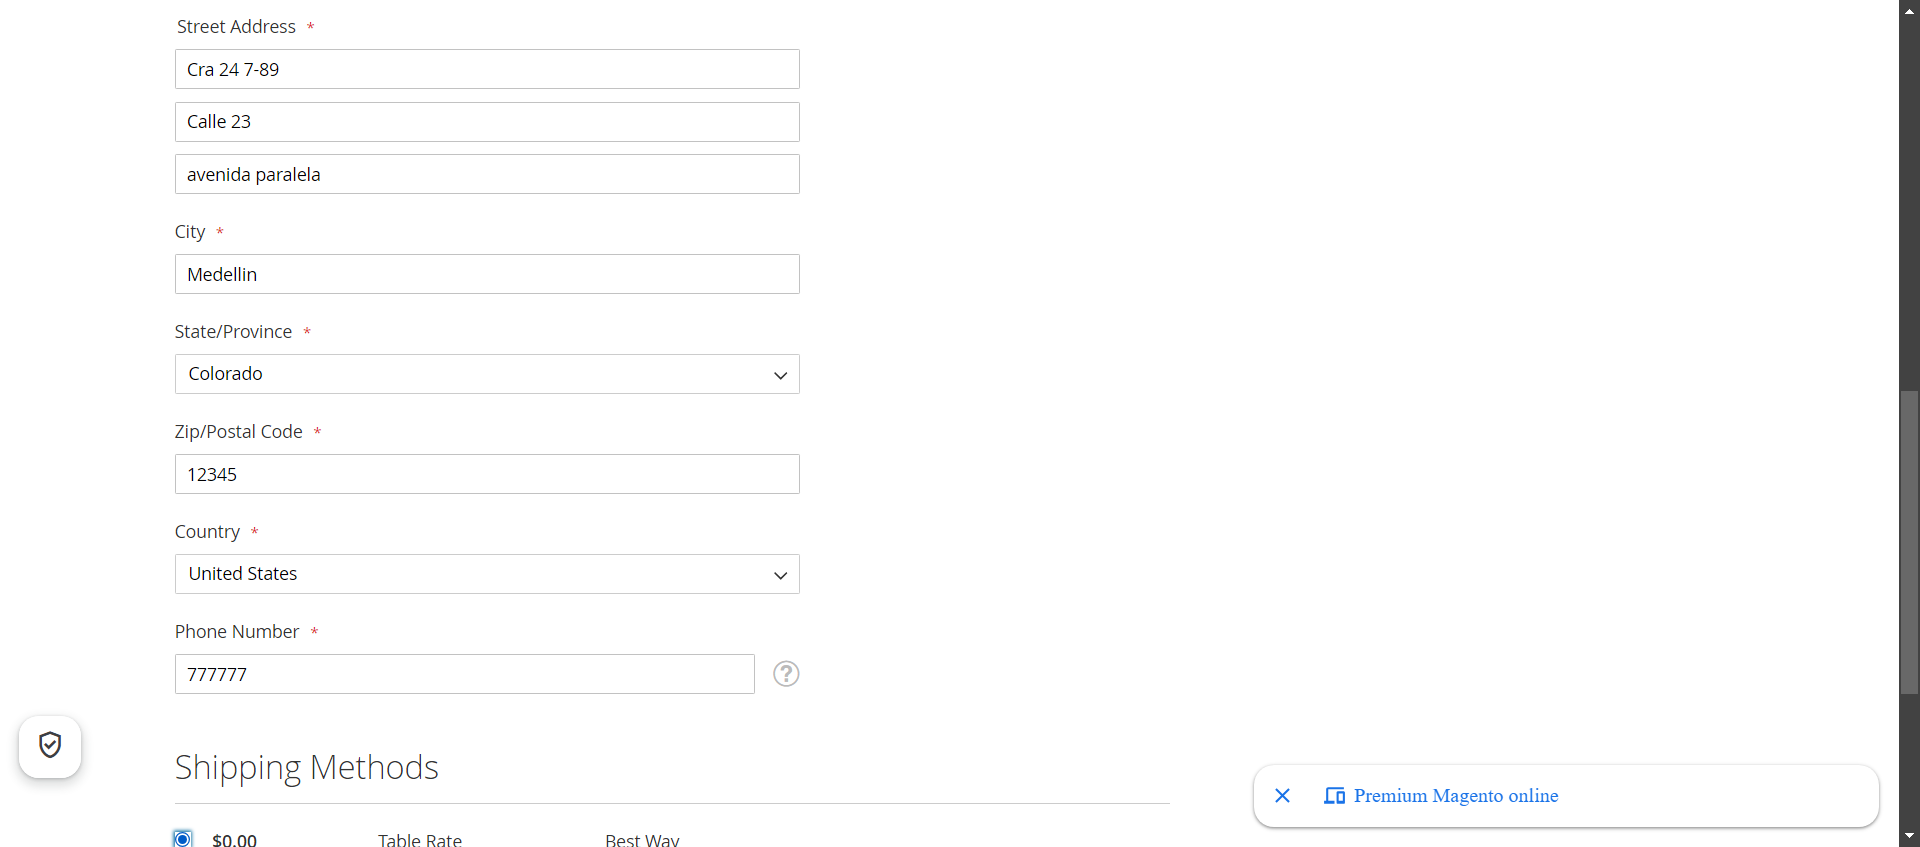 Street Address *
Cra 24 7-89
Calle 23
avenida paralela
City *
Medellin
State/Province *
Colorado
Zip/Postal Code *
12345
Country *
United States
Phone Number *
777777
?
Shipping Methods
$0.00 Table Rate Best Way
Premium Magento online